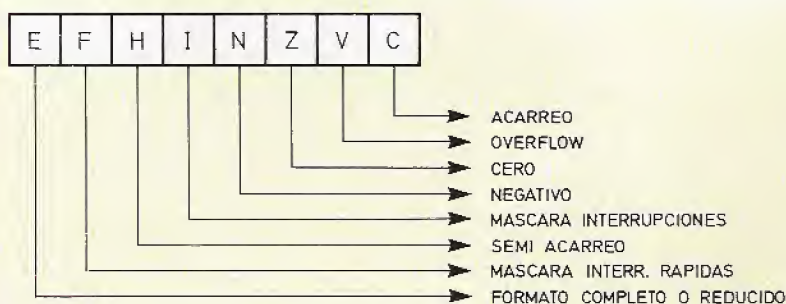 E F H I N Z V C
ACARREO
OVERFLOW
CERO
NEGATIVO
MASCARA INTERRUPCIONES
SEMI ACARREO
MASCARA INTERR. RAPIDAS
FORMATO COMPLETO O REDUCIDO